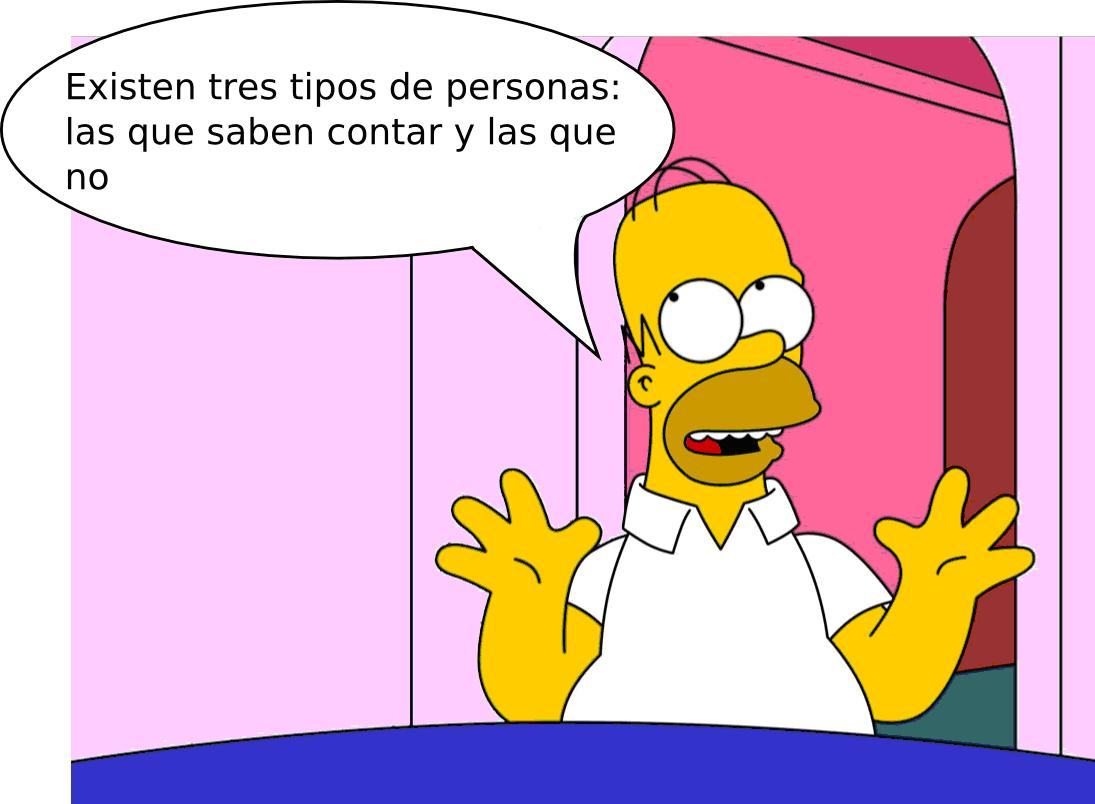 Existen tres tipos de personas:
las que saben contar y las que
no